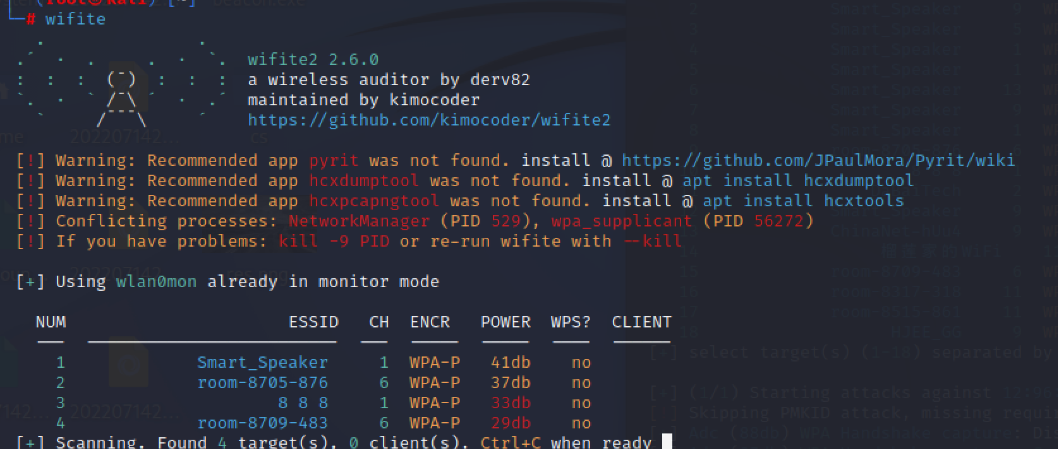 (root㉿kali)-[~]
# wifite
wifite2 2.6.0
a wireless auditor by derv82
maintained by kimocoder
https://github.com/kimocoder/wifite2
[!] Warning: Recommended app pyrit was not found. install @ https://github.com/JPaulMora/Pyrit/wiki
[!] Warning: Recommended app hcxdumptool was not found. install @ apt install hcxdumptool
[!] Warning: Recommended app hcxpcapngtool was not found. install @ apt install hcxtools
[!] Conflicting processes: NetworkManager (PID 529), wpa_supplicant (PID 56272)
[!] If you have problems: kill -9 PID or re-run wifite with --kill
[+] Using wlan0mon already in monitor mode
NUM ESSID CH ENCR POWER WPS? CLIENT
1 Smart_Speaker 1 WPA-P 41db no
2 room-8705-876 6 WPA-P 37db no
3 8 8 8 1 WPA-P 33db no
4 room-8709-483 6 WPA-P 29db no
[+] Scanning. Found 4 target(s), 0 client(s). Ctrl+C when ready